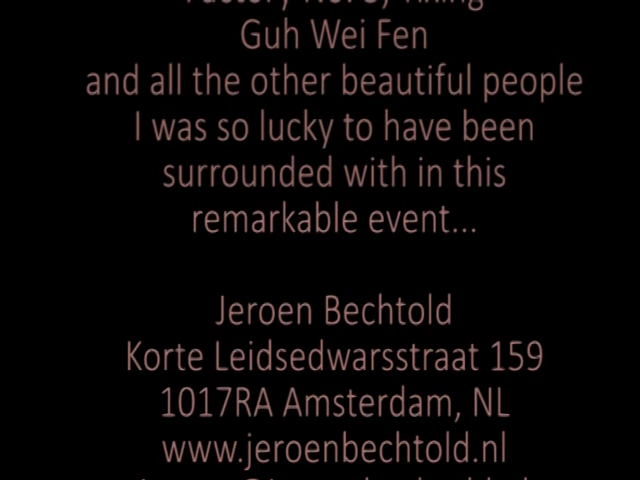 Guh Wei Fen
and all the other beautiful people
I was so lucky to have been
surrounded with in this
remarkable event...
Jeroen Bechtold
Korte Leidsedwarsstraat 159
1017RA Amsterdam, NL
www.jeroenbechtold.nl